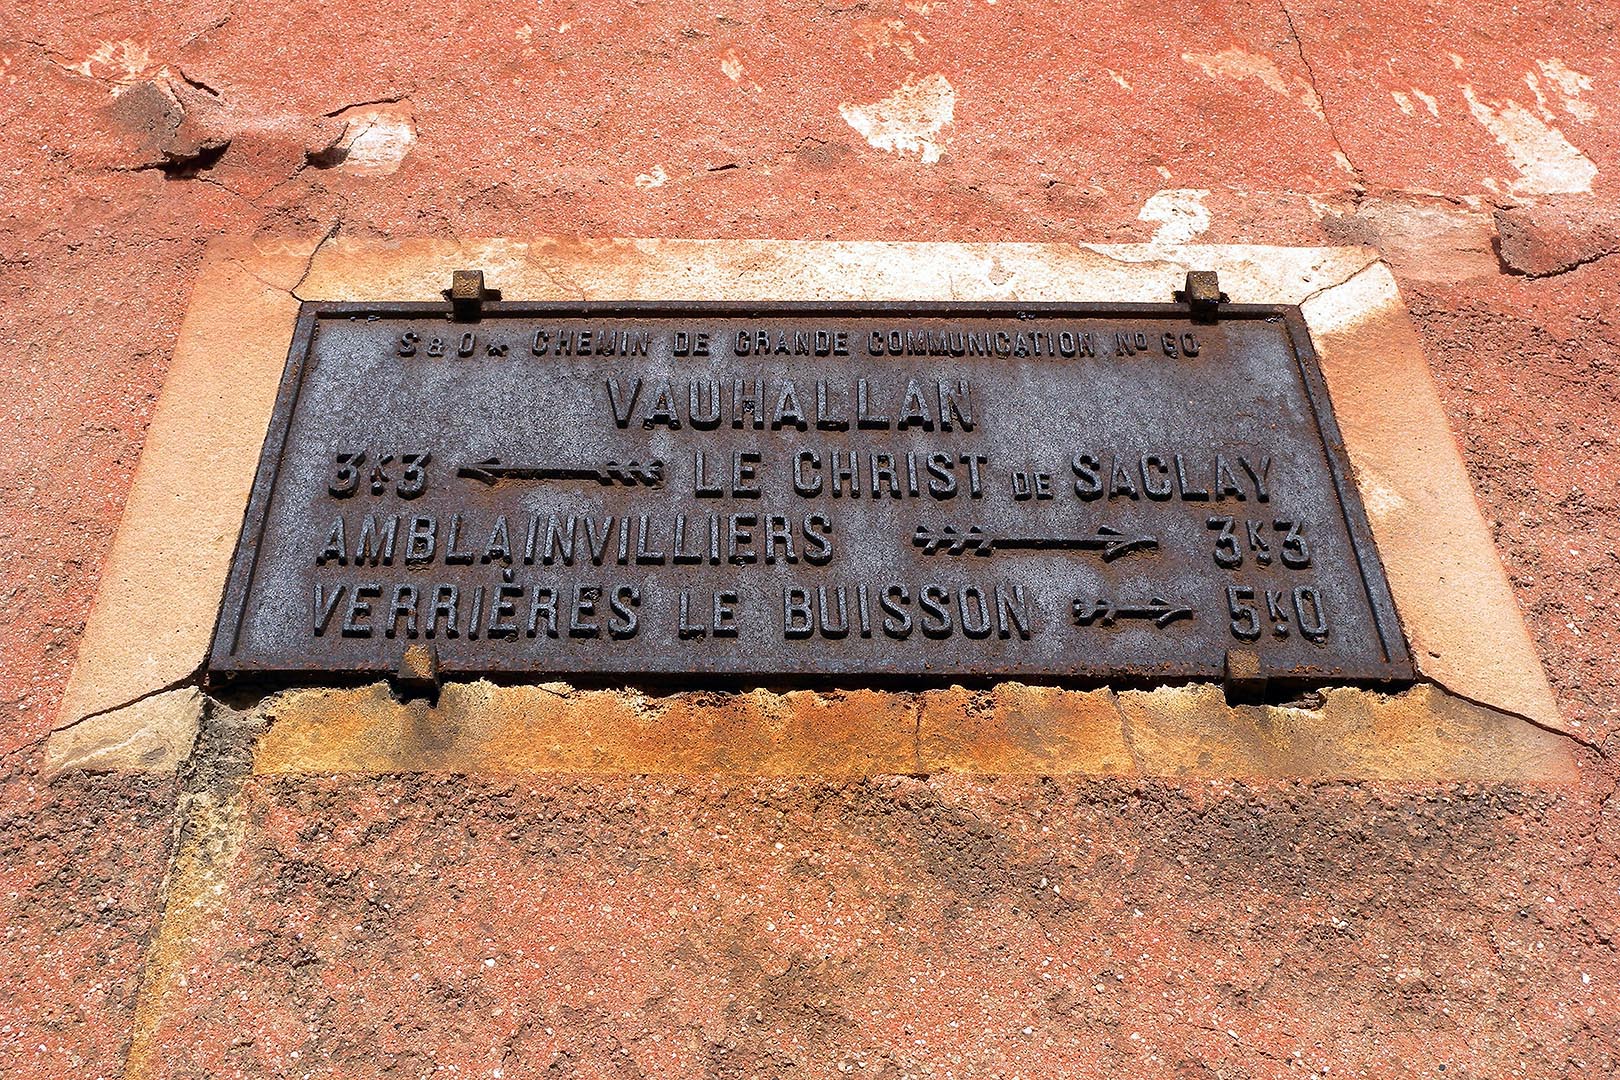 S & O * CHEMIN DE GRANDE COMMUNICATION No 60
VAUHALLAN
3K3 LE CHRIST DE SACLAY
AMBLAINVILLIERS 3K3
VERRIÈRES LE BUISSON 5K0